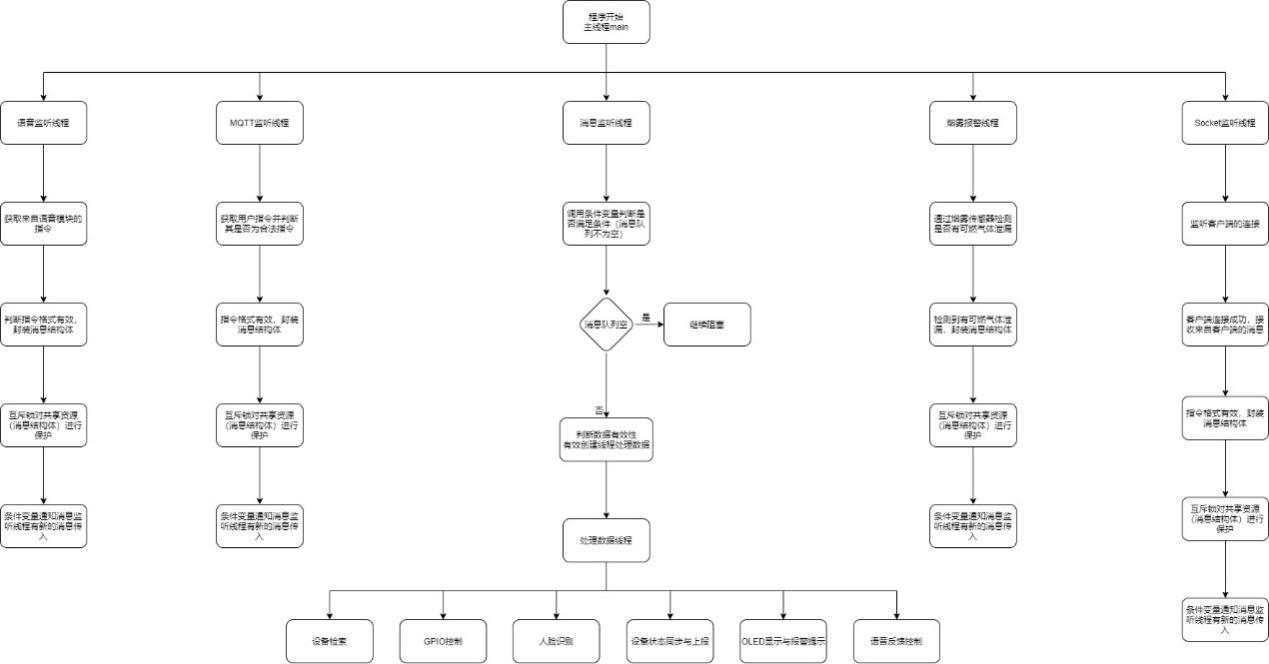 程序开始
主线程main
语音监听线程
MQTT监听线程
消息监听线程
烟雾报警线程
Socket监听线程
获取来自语音模块的
指令
获取用户指令并判断
其是否为合法指令
调用条件变量判断是
否满足条件（消息队
列不为空）
通过烟雾传感器检测
是否有可燃气体泄漏
监听客户端的连接
判断指令格式有效，
封装消息结构体
指令格式有效，封装
消息结构体
消息队列空
是
继续阻塞
检测到有可燃气体泄
漏、封装消息结构体
客户端连接成功，接
收来自客户端的消息
互斥锁对共享资源
（消息结构体）进行
保护
互斥锁对共享资源
（消息结构体）进行
保护
否
判断数据有效性
有效创建线程处理数据
互斥锁对共享资源
（消息结构体）进行
保护
指令格式有效，封装
消息结构体
条件变量通知消息监
听线程有新的消息传
入
条件变量通知消息监
听线程有新的消息传
入
处理数据线程
条件变量通知消息监
听线程有新的消息传
入
互斥锁对共享资源
（消息结构体）进行
保护
设备检索
GPIO控制
人脸识别
设备状态同步与上报
OLED显示与报警提示
语音反馈控制
条件变量通知消息监
听线程有新的消息传
入